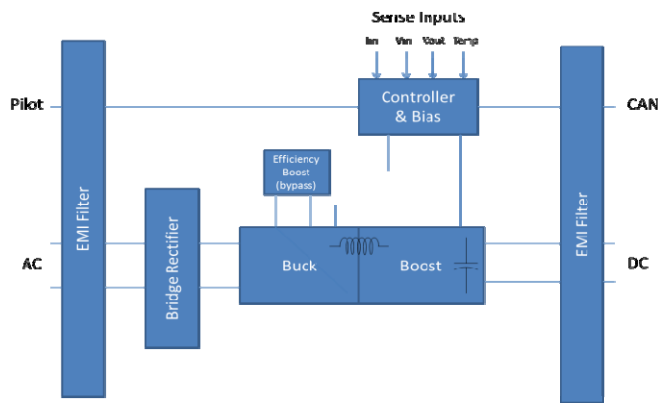 Sense Inputs
Iin Vin Vout Temp
Pilot
Controller
& Bias
CAN
Efficiency
Boost
(bypass)
EMI Filter
Bridge Rectifier
AC
Buck
Boost
EMI Filter
DC